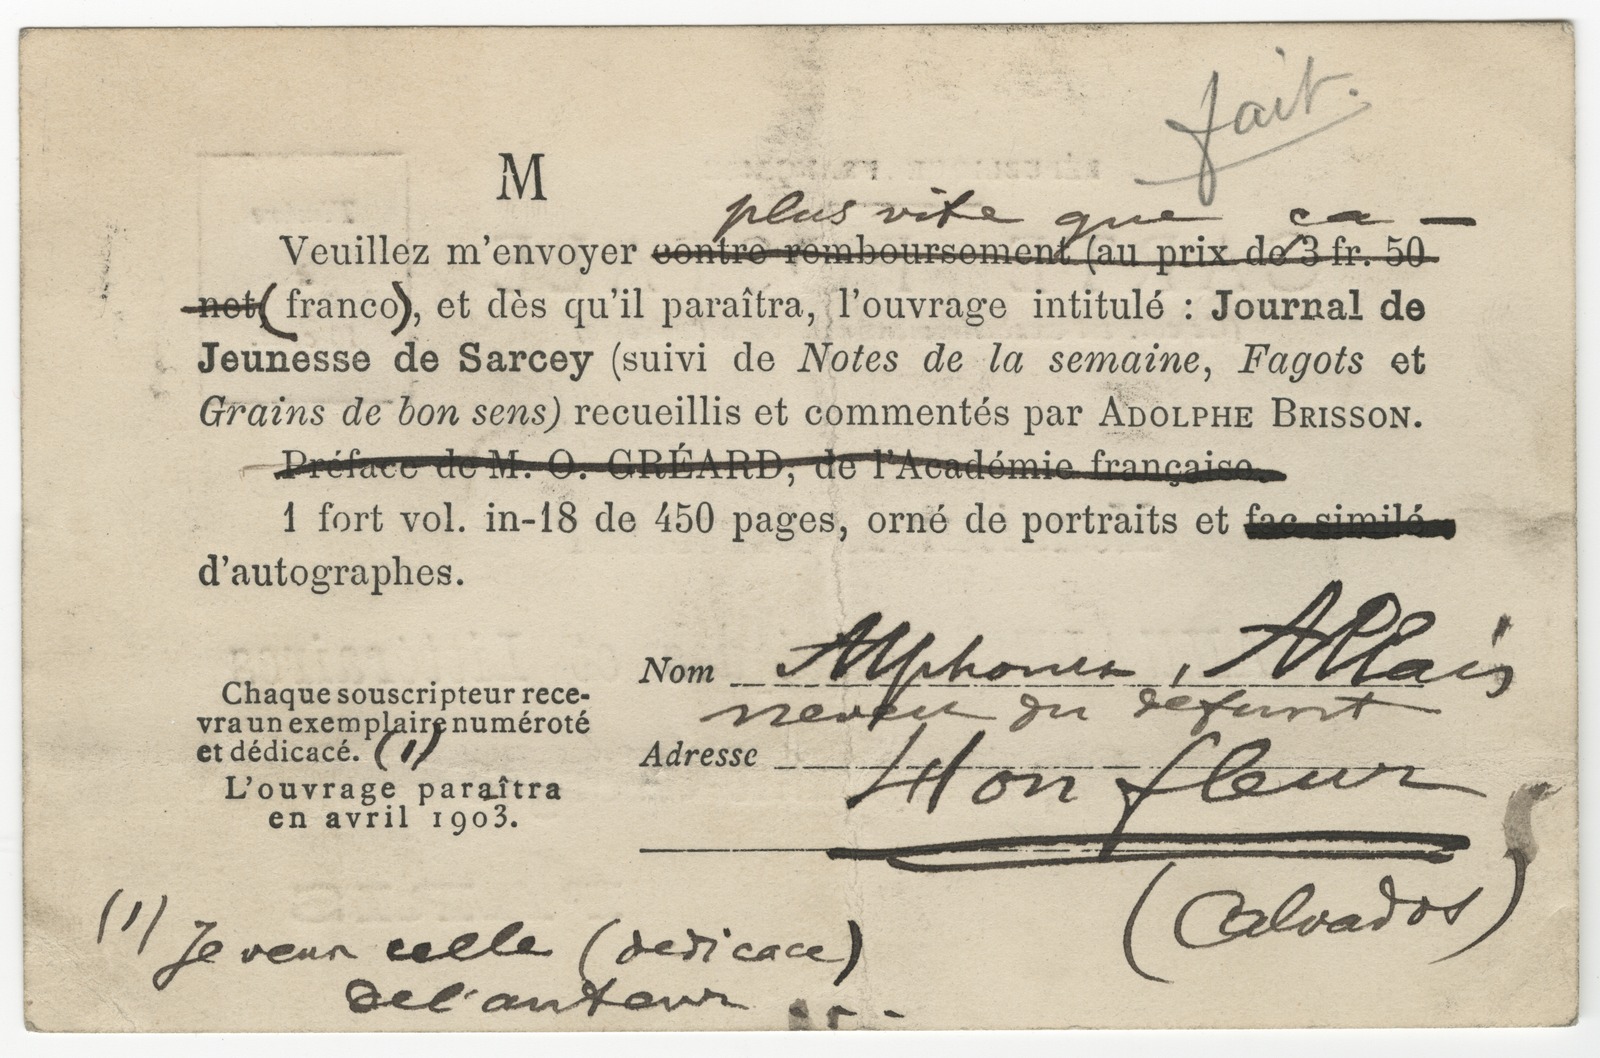 fait.
M
plus vite que ça —
Veuillez m'envoyer contre remboursement (au prix de 3 fr. 50
net (franco), et dès qu'il paraîtra, l'ouvrage intitulé : Journal de
Jeunesse de Sarcey (suivi de Notes de la semaine, Fagots et
Grains de bon sens) recueillis et commentés par ADOLPHE BRISSON.
Préface de M. O. GRÉARD, de l'Académie française.
1 fort vol. in-18 de 450 pages, orné de portraits et fac similé
d'autographes.
Nom Alphonse Allais
neveu du défunt
Chaque souscripteur rece-
vra un exemplaire numéroté
et dédicacé. (1)
Adresse Honfleur
L'ouvrage paraîtra
en avril 1903.
(Calvados)
(1) Je veux celle (dédicace)
de l'auteur